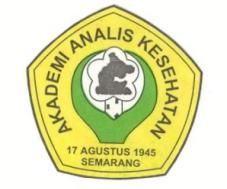 AKADEMI ANALIS KESEHATAN
17 AGUSTUS 1945
SEMARANG